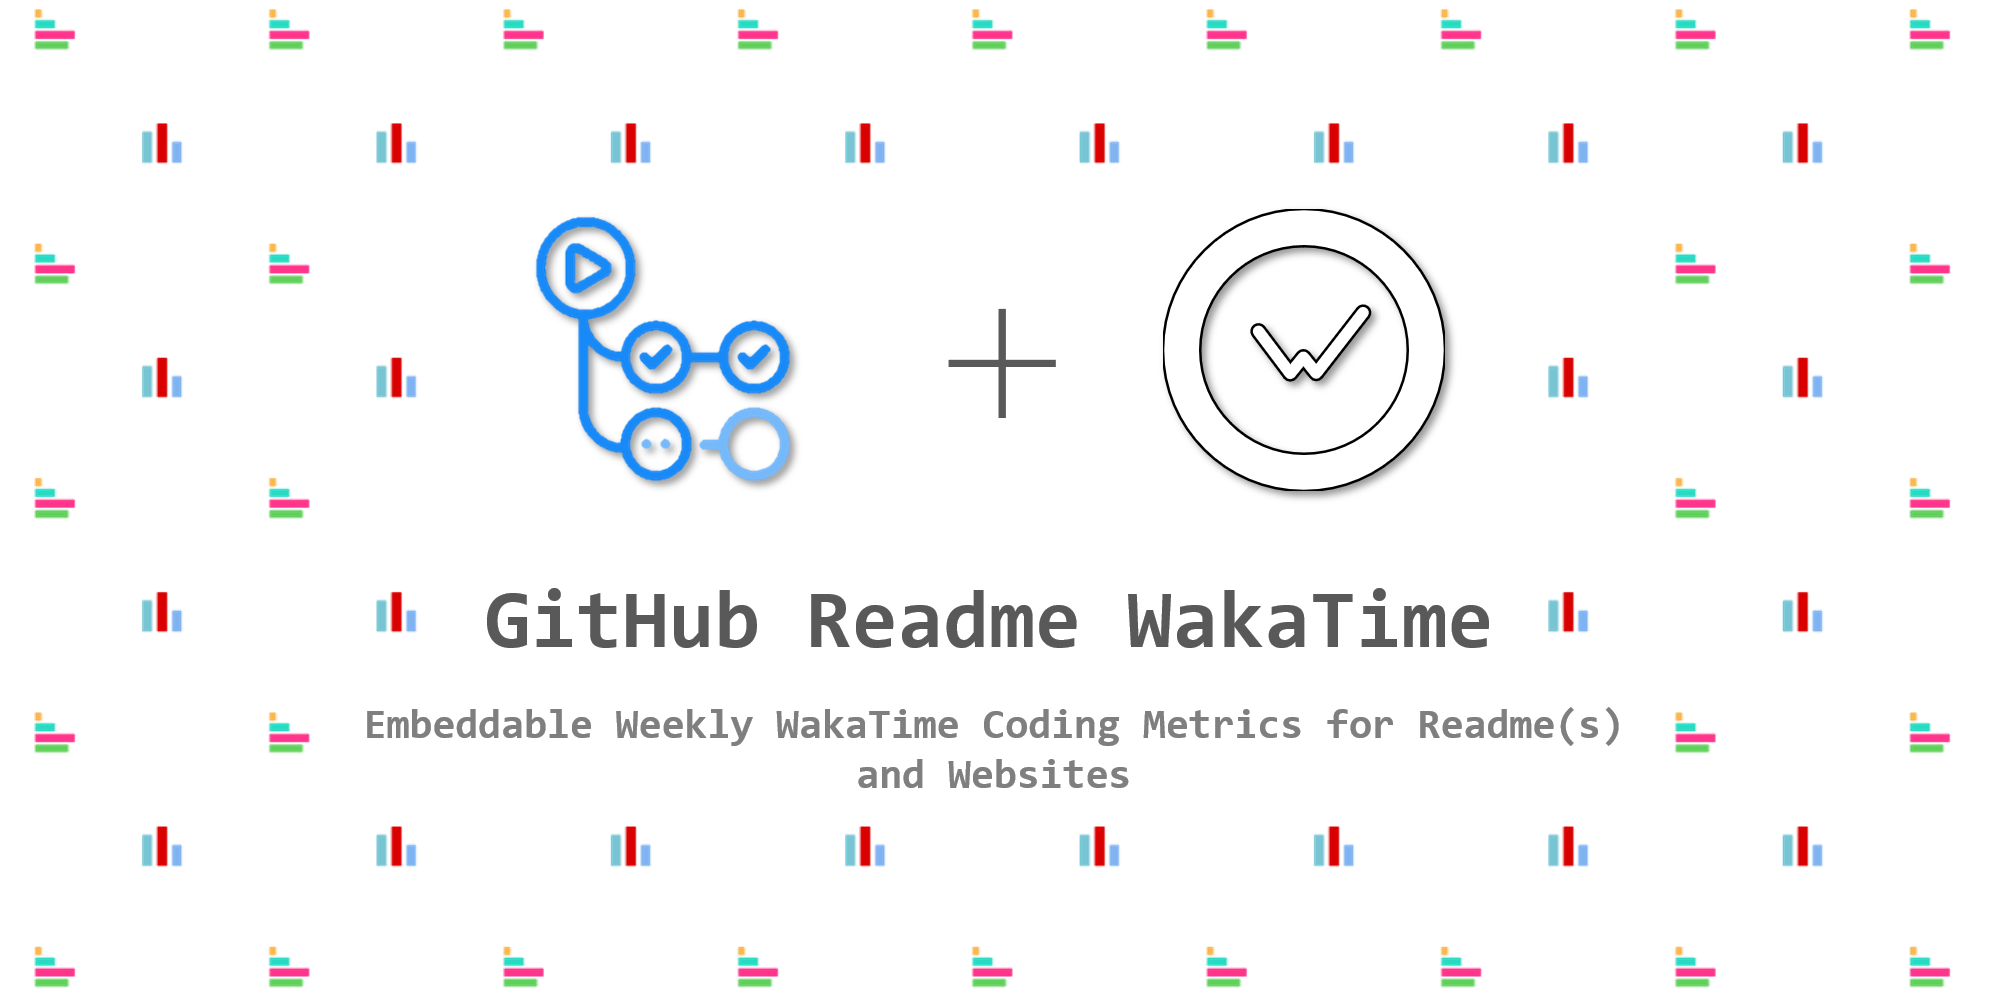 GitHub Readme WakaTime
Embeddable Weekly WakaTime Coding Metrics for Readme(s)
and Websites